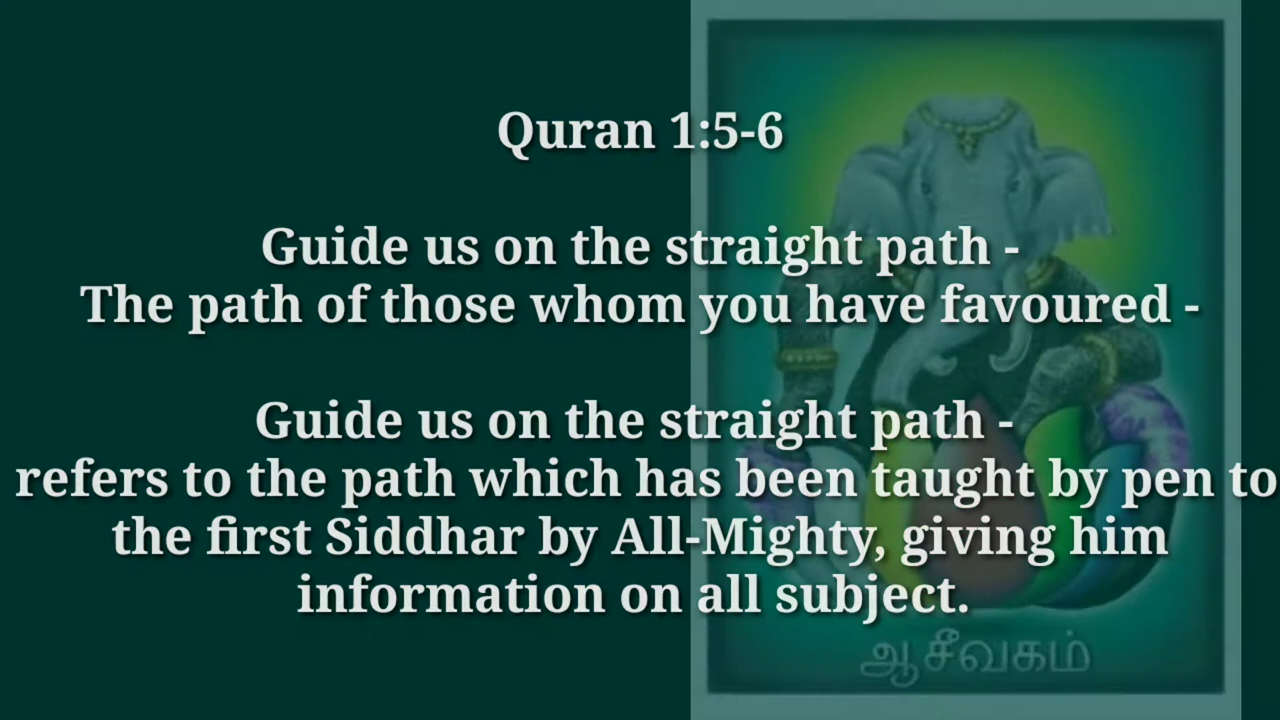 Quran 1:5-6
Guide us on the straight path -
The path of those whom you have favoured -
Guide us on the straight path -
refers to the path which has been taught by pen to
the first Siddhar by All-Mighty, giving him
information on all subject.
ஆசீவகம்